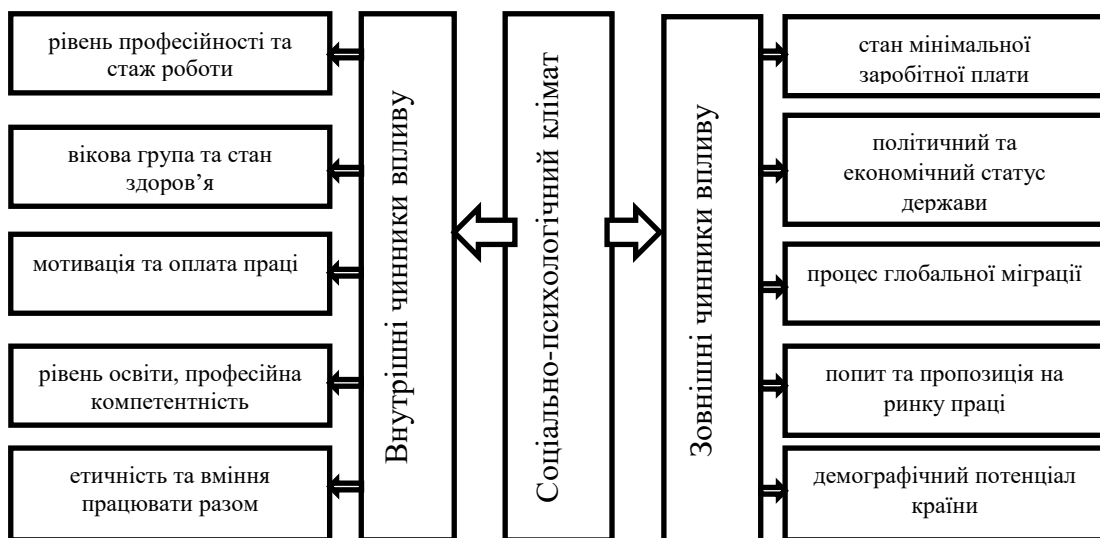 рівень професійності та
стаж роботи
вікова група та стан
здоров’я
мотивація та оплата праці
рівень освіти, професійна
компетентність
етичність та вміння
працювати разом
Внутрішні чинники впливу
Соціально-психологічний клімат
Зовнішні чинники впливу
стан мінімальної
заробітної плати
політичний та
економічний статус
держави
процес глобальної міграції
попит та пропозиція на
ринку праці
демографічний потенціал
країни